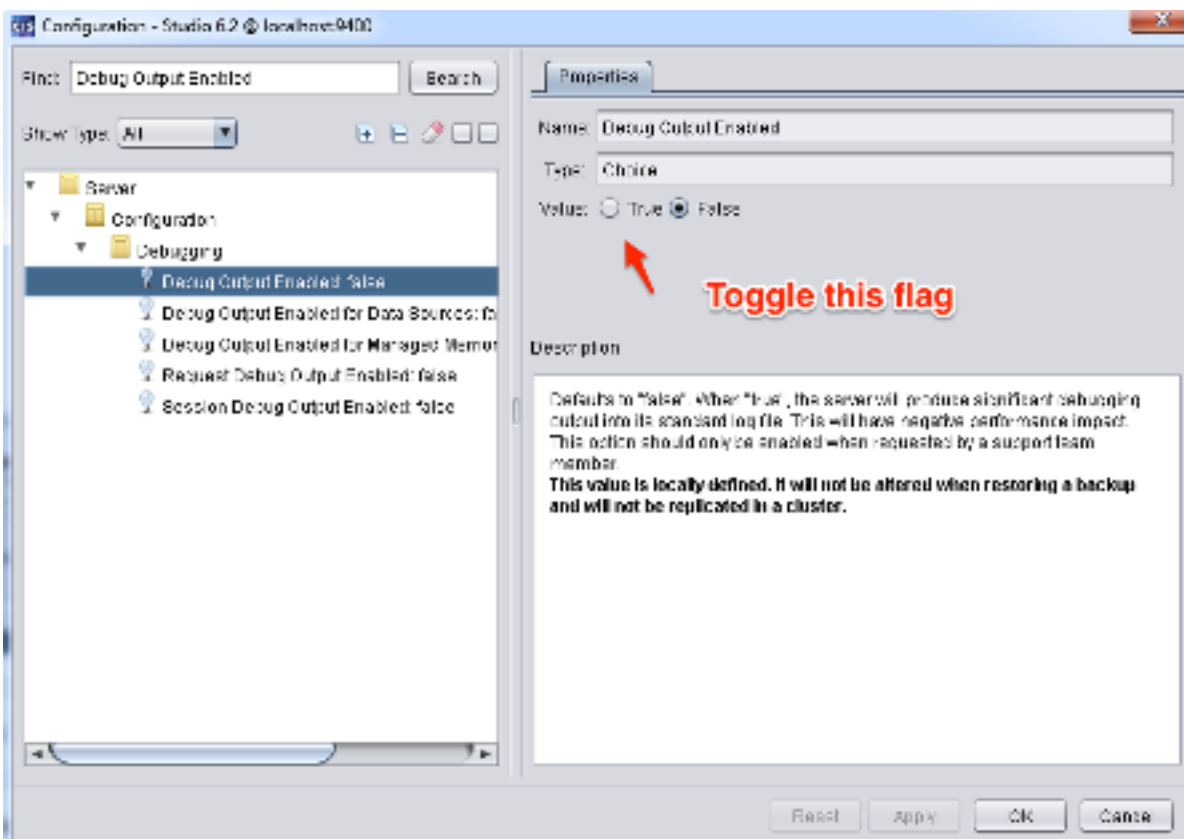 Configuration - Studio 6.2 @ localhost:9400
Find: Debug Output Enabled Search
Show Type: All
Server
Configuration
Debugging
Debug Output Enabled: false
Debug Output Enabled for Data Sources: fa
Debug Output Enabled for Managed Memor
Request Debug Output Enabled: false
Session Debug Output Enabled: false
Properties
Name: Debug Output Enabled
Type: Choice
Value: True False
Toggle this flag
Description
Defaults to "false". When "true", the server will produce significant debugging
output into its standard log file. This will have negative performance impact.
This option should only be enabled when requested by a support team
member.
This value is locally defined. It will not be altered when restoring a backup
and will not be replicated in a cluster.
Reset Apply OK Cancel